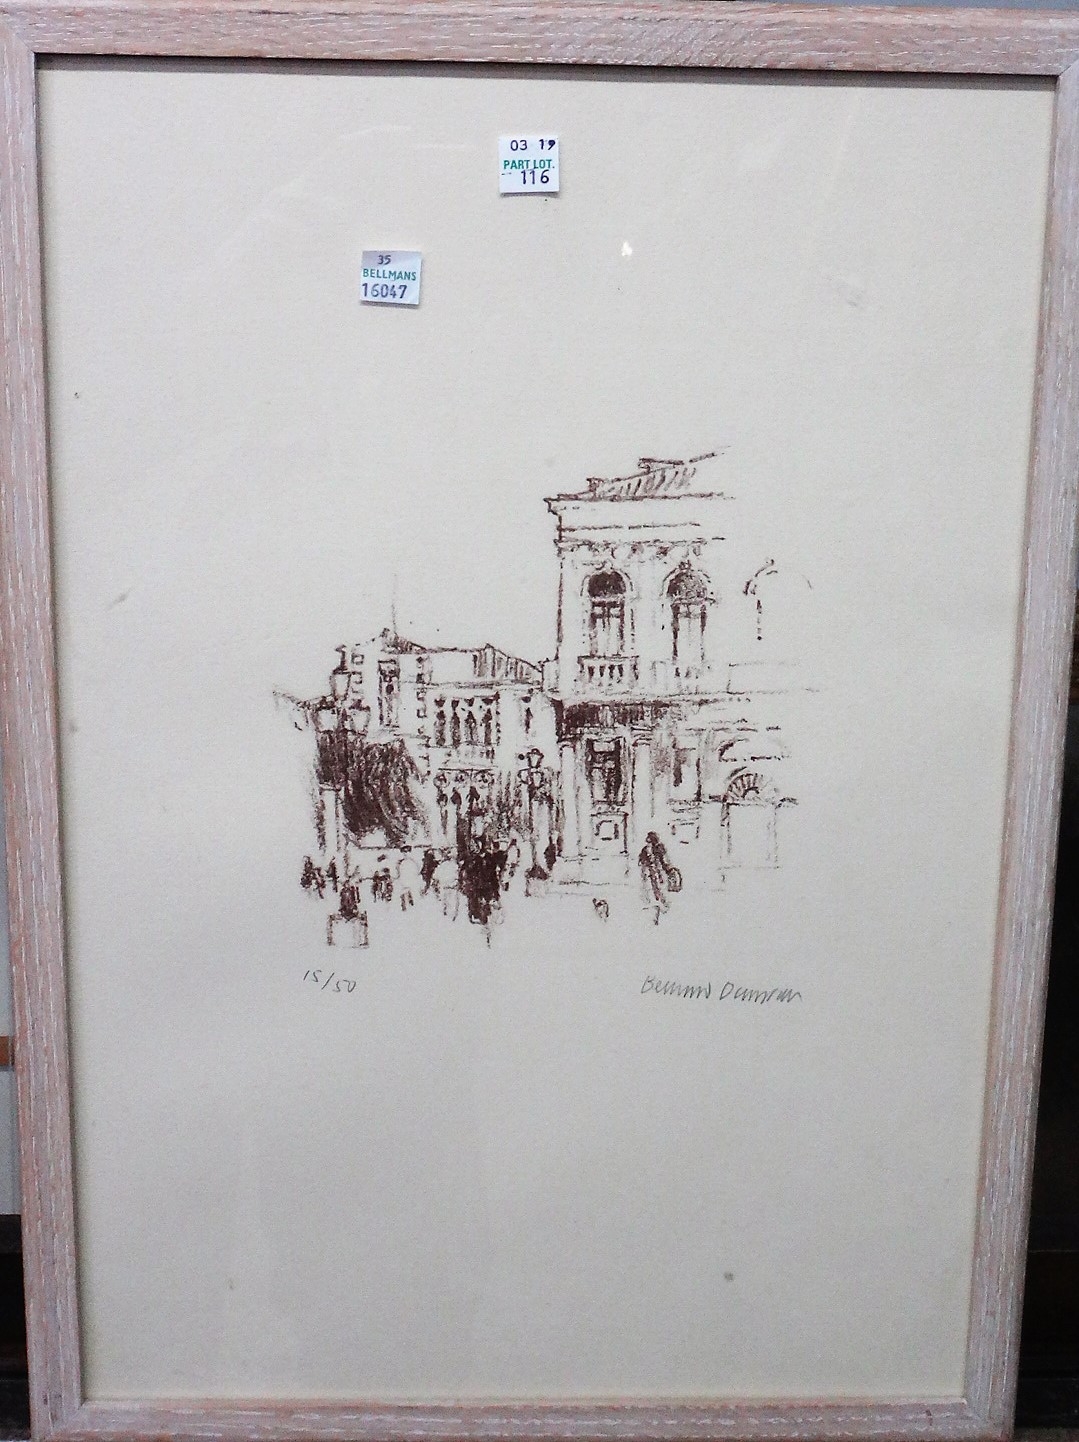 03 19
PART LOT.
116
35
BELLMANS
16047
15/50
Bernard Dunstan